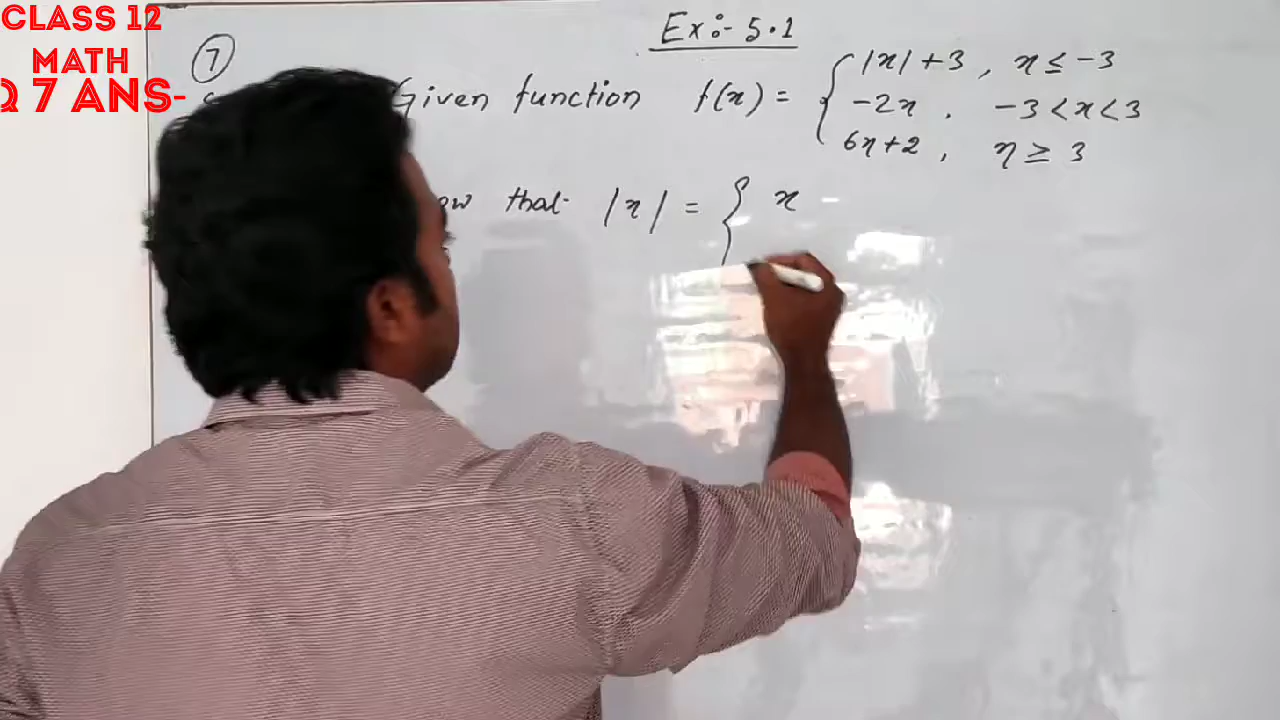 CLASS 12
MATH
Q 7 ANS-
Ex:- 5.1
7
Given function f(x) = { |x| + 3 , x ≤ -3
-2x , -3 < x < 3
6x + 2 , x ≥ 3
that |x| = { x